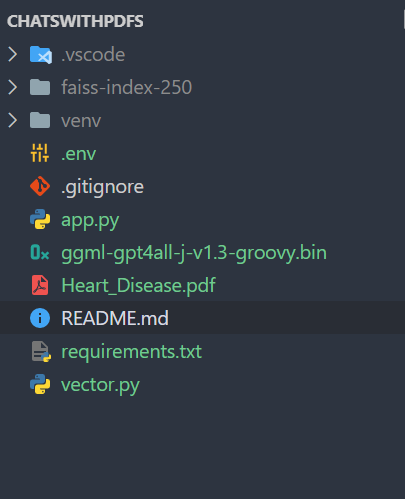 CHATSWITHPDFS
.vscode
faiss-index-250
venv
.env
.gitignore
app.py
ggml-gpt4all-j-v1.3-groovy.bin
Heart_Disease.pdf
README.md
requirements.txt
vector.py